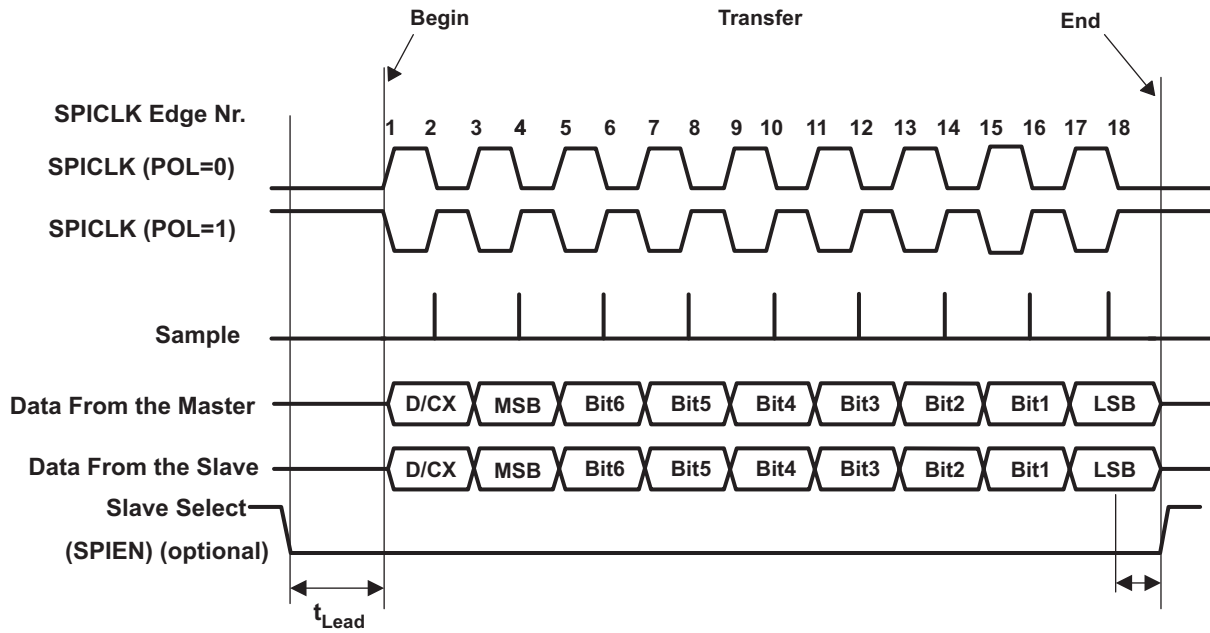 Begin Transfer End
SPICLK Edge Nr.
1 2 3 4 5 6 7 8 9 10 11 12 13 14 15 16 17 18
SPICLK (POL=0)
SPICLK (POL=1)
Sample
Data From the Master D/CX MSB Bit6 Bit5 Bit4 Bit3 Bit2 Bit1 LSB
Data From the Slave D/CX MSB Bit6 Bit5 Bit4 Bit3 Bit2 Bit1 LSB
Slave Select
(SPIEN) (optional)
tLead